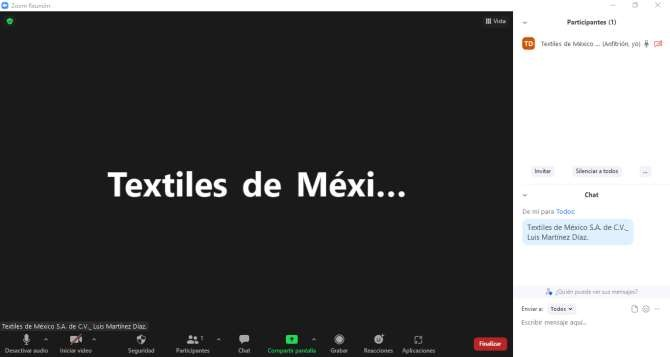 Zoom Reunión
Vista
Textiles de Méxi...
Textiles de México S.A. de C.V._ Luis Martínez Díaz.
Desactivar audio
Iniciar video
Seguridad
1
Participantes
Chat
Compartir pantalla
Grabar
Reacciones
Aplicaciones
Finalizar
Participantes (1)
TD
Textiles de México ... (Anfitrión, yo)
Invitar
Silenciar a todos
...
Chat
De mí para Todos:
Textiles de México S.A. de C.V._
Luis Martínez Díaz.
¿Quién puede ver sus mensajes?
Enviar a: Todos
Escribir mensaje aquí...